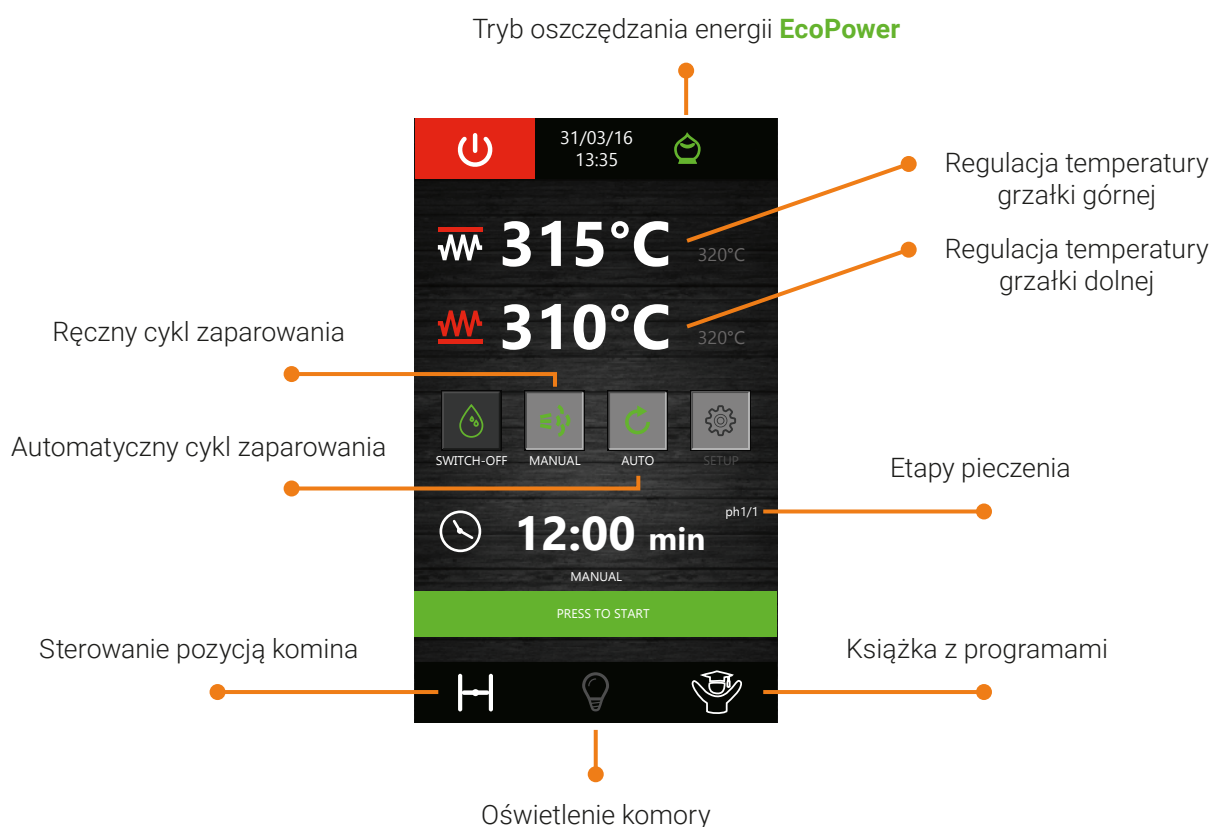 Tryb oszczędzania energii EcoPower
31/03/16
13:35
Regulacja temperatury
grzałki górnej
315°C
320°C
Regulacja temperatury
grzałki dolnej
310°C
320°C
Ręczny cykl zaparowania
Automatyczny cykl zaparowania
SWITCH-OFF
MANUAL
AUTO
SETUP
Etapy pieczenia
ph1/1
12:00 min
MANUAL
PRESS TO START
Sterowanie pozycją komina
Książka z programami
Oświetlenie komory